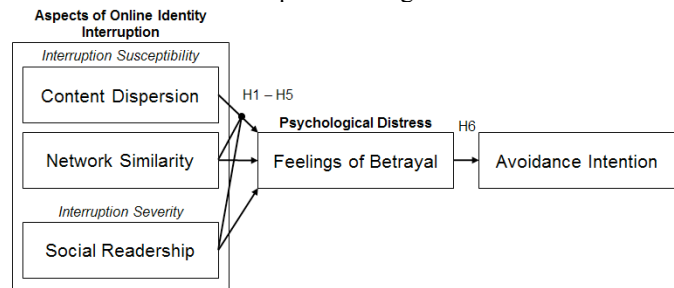 Aspects of Online Identity
Interruption
Interruption Susceptibility
Content Dispersion
H1 – H5
Psychological Distress
H6
Network Similarity
Feelings of Betrayal
Avoidance Intention
Interruption Severity
Social Readership